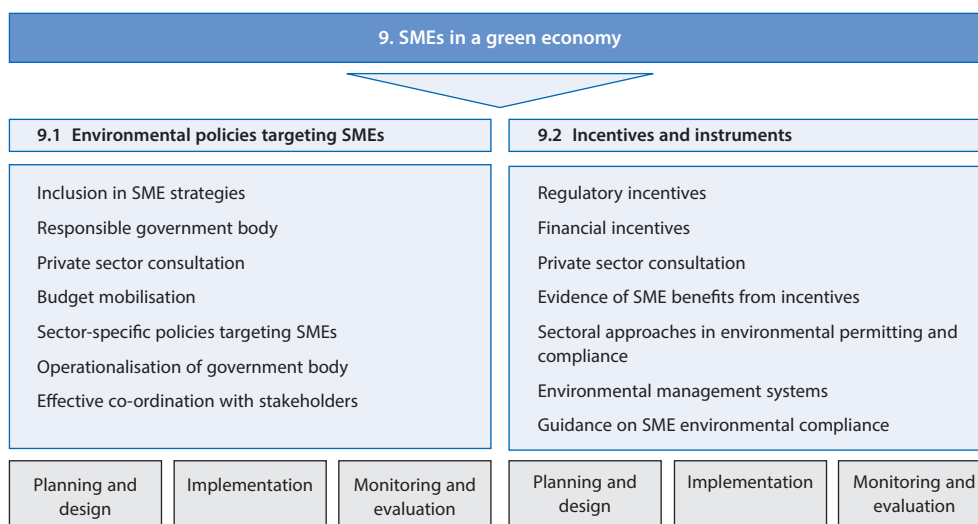 9. SMEs in a green economy
9.1 Environmental policies targeting SMEs
Inclusion in SME strategies
Responsible government body
Private sector consultation
Budget mobilisation
Sector-specific policies targeting SMEs
Operationalisation of government body
Effective co-ordination with stakeholders
Planning and
design
Implementation
Monitoring and
evaluation
9.2 Incentives and instruments
Regulatory incentives
Financial incentives
Private sector consultation
Evidence of SME benefits from incentives
Sectoral approaches in environmental permitting and
compliance
Environmental management systems
Guidance on SME environmental compliance
Planning and
design
Implementation
Monitoring and
evaluation